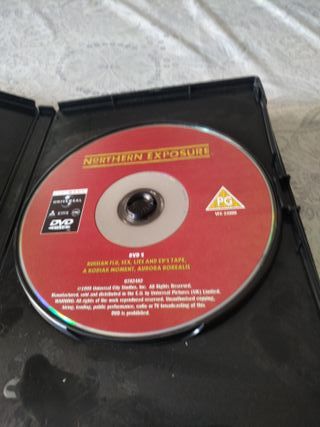 NORTHERN EXPOSURE
UNIVERSAL
DVD
PG
DVD 2
RUSSIAN FLU, SEX, LIES AND ED'S TAPE,
A KODIAK MOMENT, AURORA BOREALIS
©1990 Universal City Studios, Inc. All Rights Reserved.
Manufactured, sold and distributed in the E.U. by Universal Pictures (UK) Limited.
WARNING: All rights of the work reproduced reserved. Unauthorised copying,
hiring, lending, public performance, radio or TV broadcasting of this
DVD is prohibited.